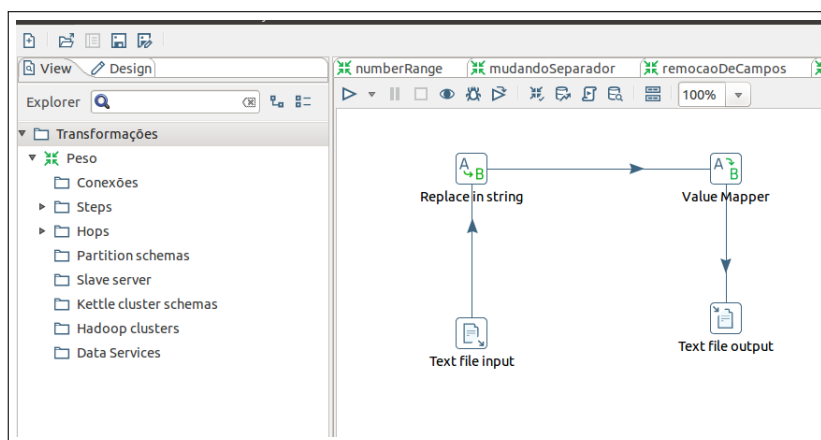 View
Design
numberRange
mudandoSeparador
remocaoDeCampos
Explorer
100%
Transformações
Peso
Conexões
Steps
Hops
Partition schemas
Slave server
Kettle cluster schemas
Hadoop clusters
Data Services
A
B
Replace in string
A
B
Value Mapper
Text file input
Text file output